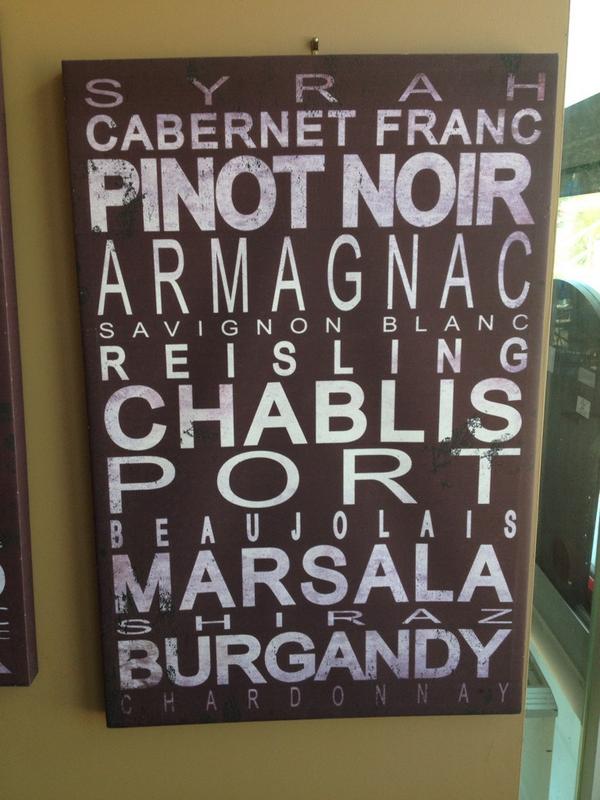 SYRAH
CABERNET FRANC
PINOT NOIR
ARMAGNAC
SAVIGNON BLANC
REISLING
CHABLIS
PORT
BEAUJOLAIS
MARSALA
SHIRAZ
BURGANDY
CHARDONNAY